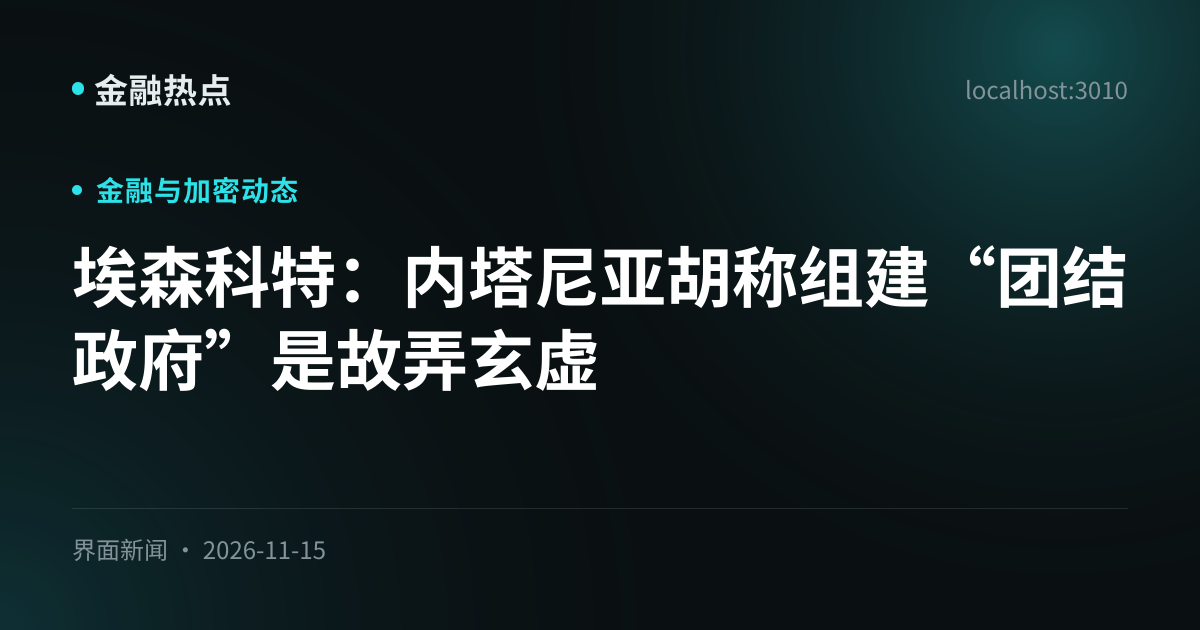 金融热点
localhost:3010
金融与加密动态
埃森科特：内塔尼亚胡称组建“团结
政府”是故弄玄虚
界面新闻 • 2026-11-15